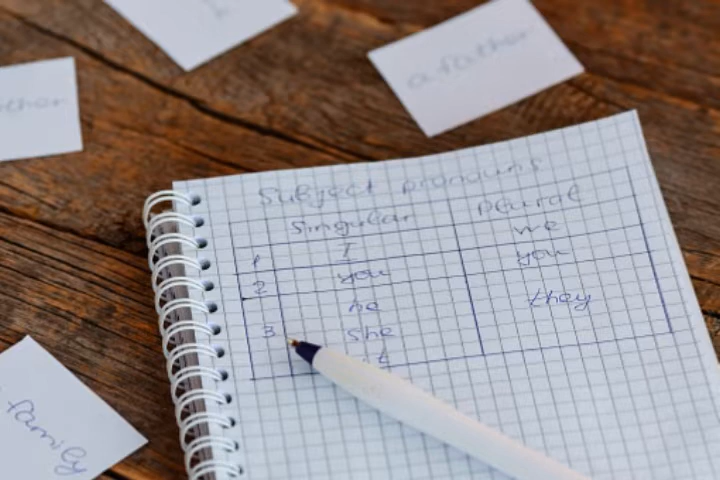 a father
family
Subject pronouns
Singular plural
1 I we
2 you you
he
3 she they